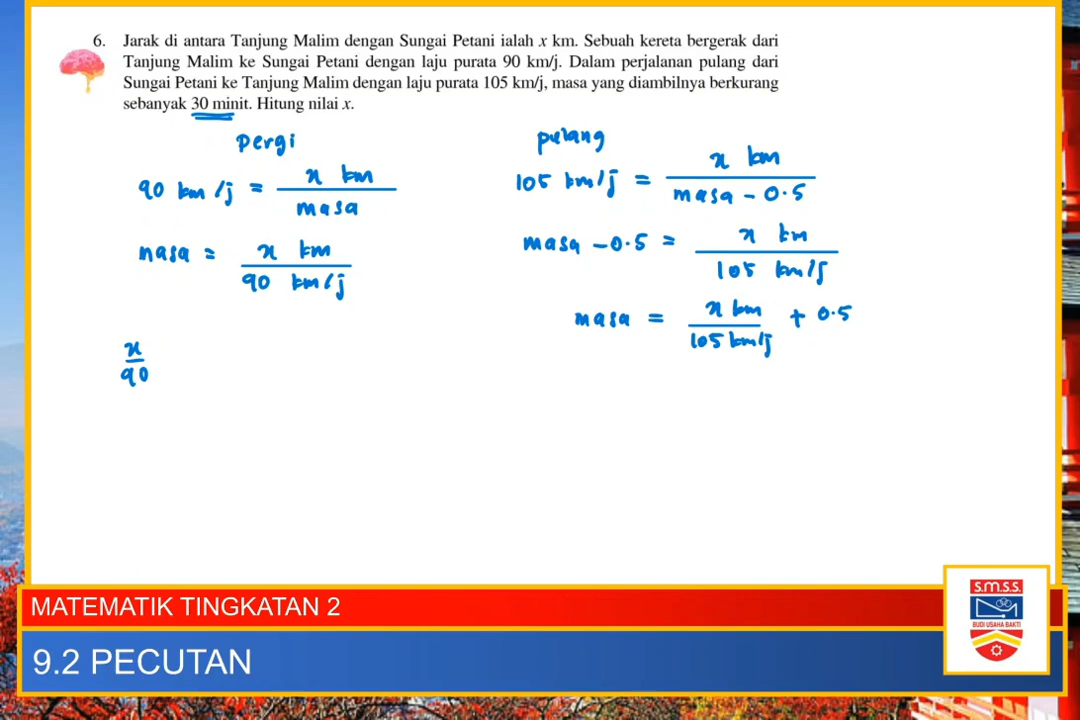 6. Jarak di antara Tanjung Malim dengan Sungai Petani ialah x km. Sebuah kereta bergerak dari
Tanjung Malim ke Sungai Petani dengan laju purata 90 km/j. Dalam perjalanan pulang dari
Sungai Petani ke Tanjung Malim dengan laju purata 105 km/j, masa yang diambilnya berkurang
sebanyak 30 minit. Hitung nilai x.
Pergi
90 km/j = x km / masa
masa = x km / 90 km/j
x / 90
pulang
105 km/j = x km / masa - 0.5
masa - 0.5 = x km / 105 km/j
masa = x km / 105 km/j + 0.5
S.M.S.S.
BUDI USAHA BAKTI
MATEMATIK TINGKATAN 2
9.2 PECUTAN